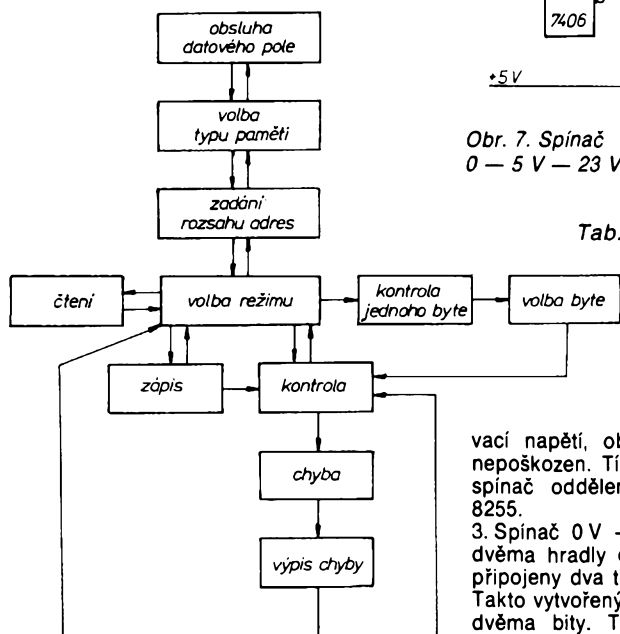 obsluha
datového pole
volba
typu paměti
zadání
rozsahu adres
čtení
volba režimu
kontrola
jednoho byte
volba byte
zápis
kontrola
chyba
výpis chyby
7406
+5V
Obr. 7. Spínač
0 — 5 V — 23 V
Tab.
vací napětí, ob
nepoškozen. Tí
spínač oddělen
8255.
3. Spínač 0 V -
dvěma hradly
připojeny dva t
Takto vytvořený
dvěma bity. T